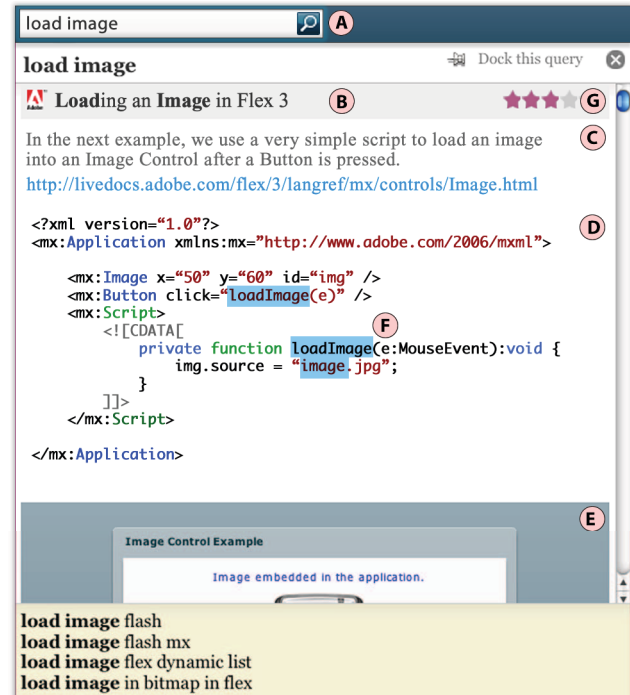 load image A
load image Dock this query
Adobe Loading an Image in Flex 3 B G
In the next example, we use a very simple script to load an image C
into an Image Control after a Button is pressed.
http://livedocs.adobe.com/flex/3/langref/mx/controls/Image.html
<?xml version=“1.0”?> D
<mx:Application xmlns:mx=”http://www.adobe.com/2006/mxml”>
<mx:Image x=“50” y=“60” id=“img” />
<mx:Button click=“loadImage(e)” />
<mx:Script>
<![CDATA[ F
private function loadImage(e:MouseEvent):void {
img.source = “image.jpg”;
}
]]>
</mx:Script>
</mx:Application>
E
Image Control Example
Image embedded in the application.
load image flash
load image flash mx
load image flex dynamic list
load image in bitmap in flex